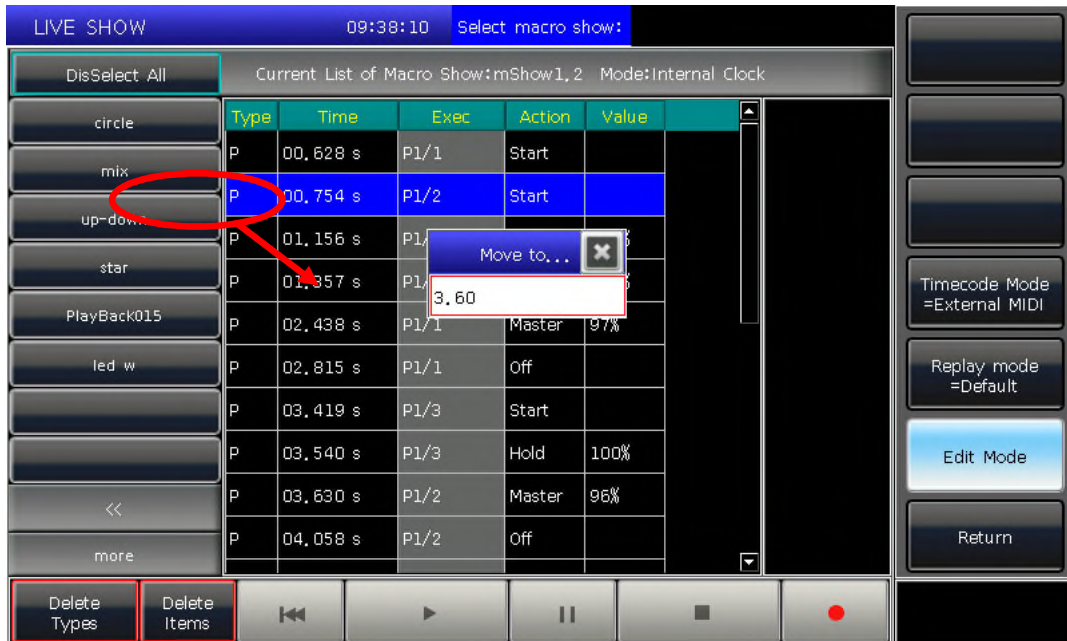 LIVE SHOW 09:38:10 Select macro show:
DisSelect All
Current List of Macro Show:mShow1.2 Mode:Internal Clock
circle
mix
up-down
star
PlayBack015
led w
<<
more
Type Time Exec Action Value
P 00.628 s P1/1 Start
P 00.754 s P1/2 Start
P 01.156 s
P 01.357 s
P 02.438 s P1/1 Master 97%
P 02.815 s P1/1 Off
P 03.419 s P1/3 Start
P 03.540 s P1/3 Hold 100%
P 03.630 s P1/2 Master 96%
P 04.058 s P1/2 Off
Move to...
3.60
Timecode Mode
=External MIDI
Replay mode
=Default
Edit Mode
Return
Delete
Types
Delete
Items